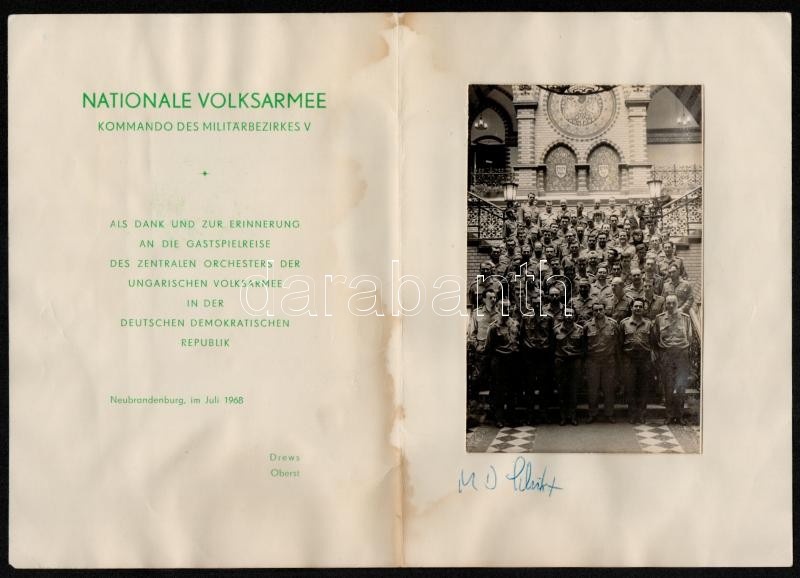 NATIONALE VOLKSARMEE
KOMMANDO DES MILITÄRBEZIRKES V
ALS DANK UND ZUR ERINNERUNG
AN DIE GASTSPIELREISE
DES ZENTRALEN ORCHESTERS DER
UNGARISCHEN VOLKSARMEE
IN DER
DEUTSCHEN DEMOKRATISCHEN
REPUBLIK
Neubrandenburg, im Juli 1968
Drews
Oberst
darabanth
M D